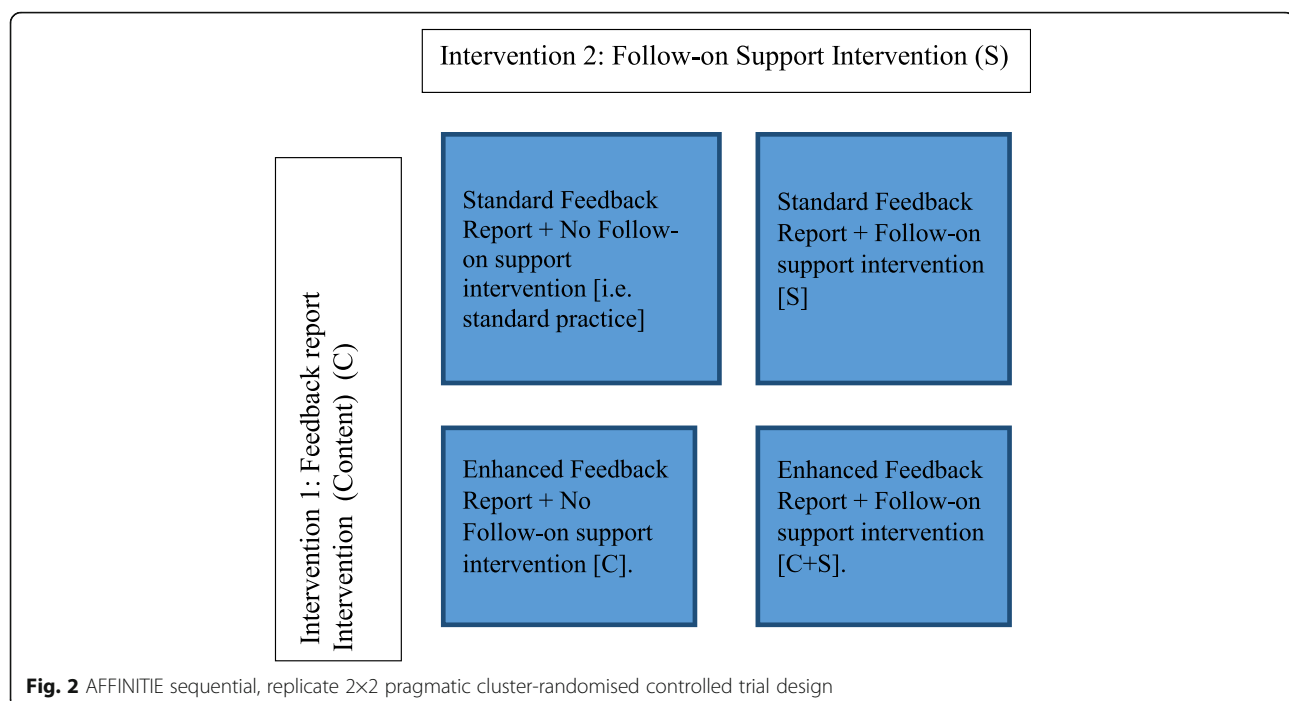 Intervention 2: Follow-on Support Intervention (S)
Intervention 1: Feedback report
Intervention (Content) (C)
Standard Feedback
Report + No Follow-
on support
intervention [i.e.
standard practice]
Standard Feedback
Report + Follow-on
support intervention
[S]
Enhanced Feedback
Report + No
Follow-on support
intervention [C].
Enhanced Feedback
Report + Follow-on
support intervention
[C+S].
Fig. 2 AFFINITIE sequential, replicate 2×2 pragmatic cluster-randomised controlled trial design